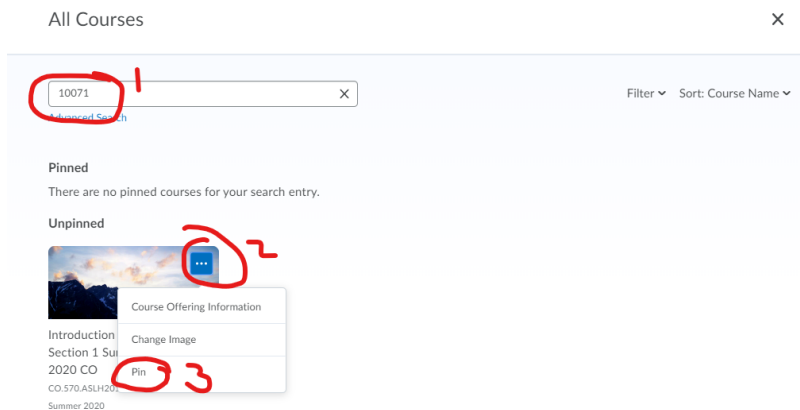 All Courses
10071
1
Filter Sort: Course Name
Advanced Search
Pinned
There are no pinned courses for your search entry.
Unpinned
2
Course Offering Information
Change Image
Pin
3
Introduction
Section 1 Su
2020 CO
CO.570.ASLH20
Summer 2020